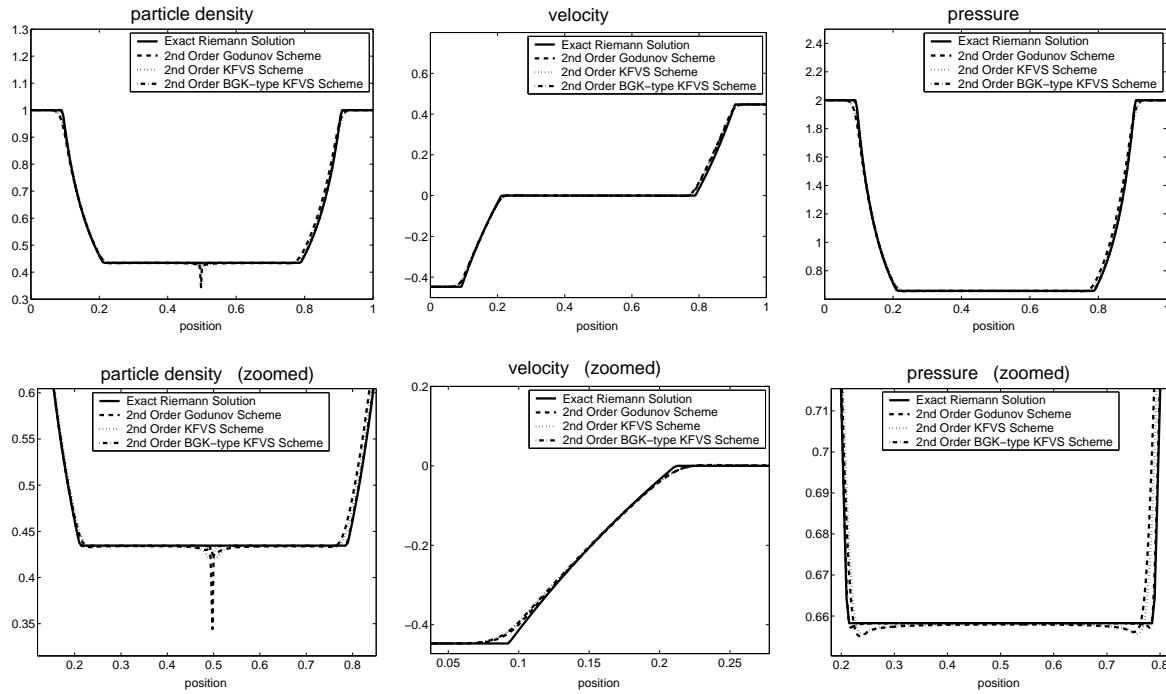 particle density
1.3
1.2
1.1
1
0.9
0.8
0.7
0.6
0.5
0.4
0.3
0 0.2 0.4 0.6 0.8 1
position
Exact Riemann Solution
2nd Order Godunov Scheme
2nd Order KFVS Scheme
2nd Order BGK−type KFVS Scheme
velocity
0.6
0.4
0.2
0
−0.2
−0.4
0 0.2 0.4 0.6 0.8 1
position
Exact Riemann Solution
2nd Order Godunov Scheme
2nd Order KFVS Scheme
2nd Order BGK−type KFVS Scheme
pressure
2.4
2.2
2
1.8
1.6
1.4
1.2
1
0.8
0 0.2 0.4 0.6 0.8 1
position
Exact Riemann Solution
2nd Order Godunov Scheme
2nd Order KFVS Scheme
2nd Order BGK−type KFVS Scheme
particle density (zoomed)
0.6
0.55
0.5
0.45
0.4
0.35
0.2 0.3 0.4 0.5 0.6 0.7 0.8
position
Exact Riemann Solution
2nd Order Godunov Scheme
2nd Order KFVS Scheme
2nd Order BGK−type KFVS Scheme
velocity (zoomed)
0.2
0
−0.2
−0.4
0.05 0.1 0.15 0.2 0.25
position
Exact Riemann Solution
2nd Order Godunov Scheme
2nd Order KFVS Scheme
2nd Order BGK−type KFVS Scheme
pressure (zoomed)
0.71
0.7
0.69
0.68
0.67
0.66
0.2 0.3 0.4 0.5 0.6 0.7 0.8
position
Exact Riemann Solution
2nd Order Godunov Scheme
2nd Order KFVS Scheme
2nd Order BGK−type KFVS Scheme